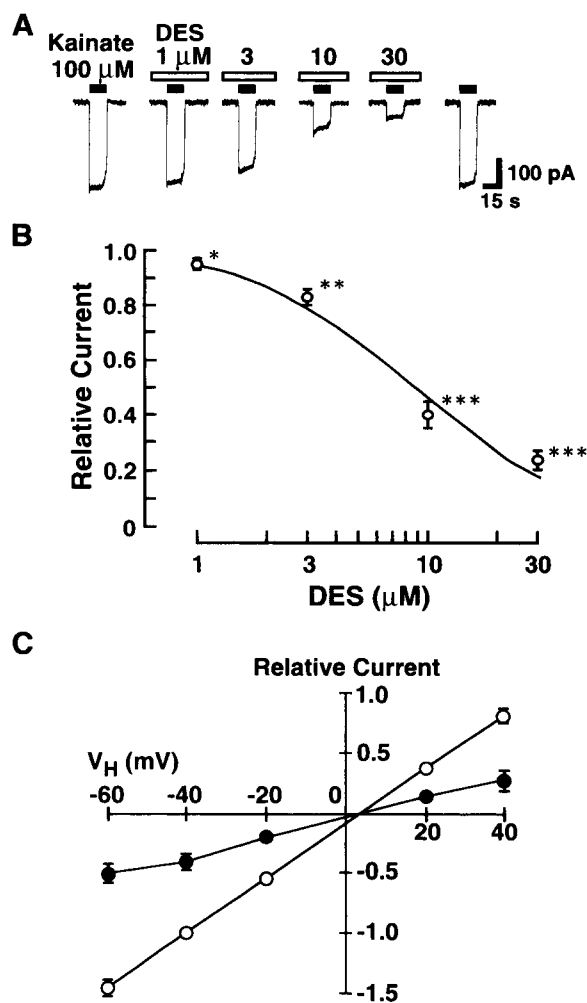 A
Kainate DES
100 μM 1 μM 3 10 30
100 pA
15 s
B
1.0
0.8
0.6
0.4
0.2
0
Relative Current
*
**
***
***
1 3 10 30
DES (μM)
C
Relative Current
1.0
VH (mV) 0.5
-60 -40 -20 0
20 40
-0.5
-1.0
-1.5